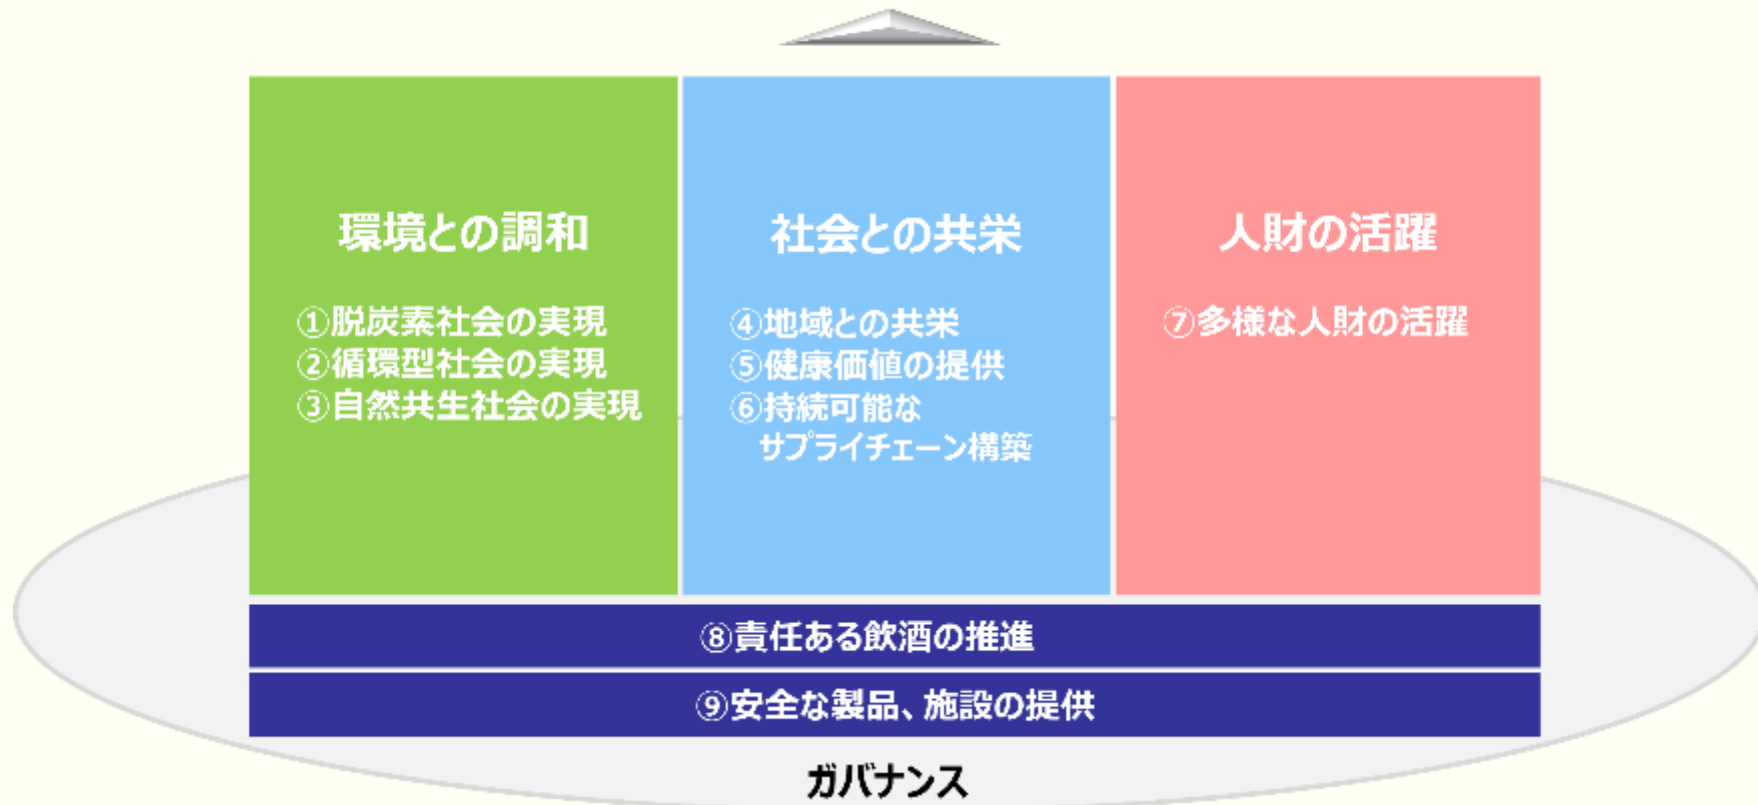 環境との調和
①脱炭素社会の実現
②循環型社会の実現
③自然共生社会の実現
社会との共栄
④地域との共栄
⑤健康価値の提供
⑥持続可能な
サプライチェーン構築
人財の活躍
⑦多様な人財の活躍
⑧責任ある飲酒の推進
⑨安全な製品、施設の提供
ガバナンス